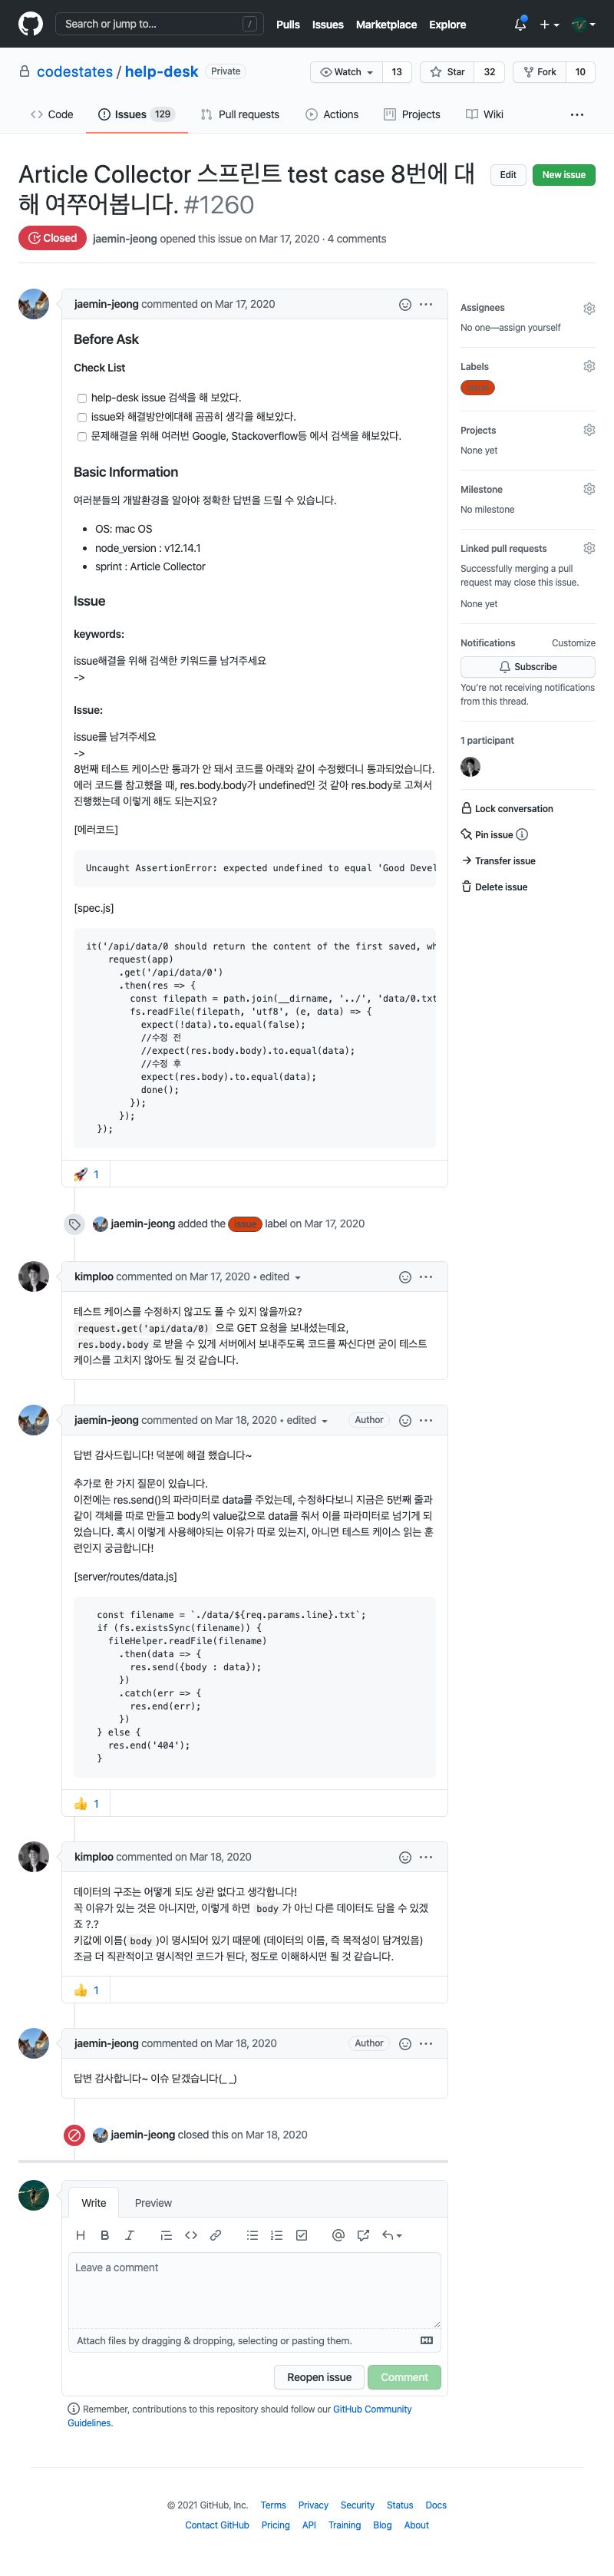 Search or jump to... /
Pulls Issues Marketplace Explore
codestates / help-desk Private
Watch 13 Star 32 Fork 10
Code Issues 129 Pull requests Actions Projects Wiki
Article Collector 스프린트 test case 8번에 대
해 여쭈어봅니다. #1260
Edit New issue
Closed jaemin-jeong opened this issue on Mar 17, 2020 · 4 comments
jaemin-jeong commented on Mar 17, 2020
Before Ask
Check List
help-desk issue 검색을 해 보았다.
issue와 해결방안에대해 곰곰히 생각을 해보았다.
문제해결을 위해 여러번 Google, Stackoverflow등 에서 검색을 해보았다.
Basic Information
여러분들의 개발환경을 알아야 정확한 답변을 드릴 수 있습니다.
OS: mac OS
node_version : v12.14.1
sprint : Article Collector
Issue
keywords:
issue해결을 위해 검색한 키워드를 남겨주세요
->
Issue:
issue를 남겨주세요
->
8번째 테스트 케이스만 통과가 안 돼서 코드를 아래와 같이 수정했더니 통과되었습니다.
에러 코드를 참고했을 때, res.body.body가 undefined인 것 같아 res.body로 고쳐서
진행했는데 이렇게 해도 되는지요?
[에러코드]
Uncaught AssertionError: expected undefined to equal 'Good Devel
[spec.js]
it('/api/data/0 should return the content of the first saved, wh
request(app)
.get('/api/data/0')
.then(res => {
const filepath = path.join(__dirname, '../', 'data/0.txt
fs.readFile(filepath, 'utf8', (e, data) => {
expect(!data).to.equal(false);
//수정 전
//expect(res.body.body).to.equal(data);
//수정 후
expect(res.body).to.equal(data);
done();
});
});
});
1
jaemin-jeong added the issue label on Mar 17, 2020
kimploo commented on Mar 17, 2020 • edited
테스트 케이스를 수정하지 않고도 풀 수 있지 않을까요?
request.get('api/data/0) 으로 GET 요청을 보내셨는데요,
res.body.body 로 받을 수 있게 서버에서 보내주도록 코드를 짜신다면 굳이 테스트
케이스를 고치지 않아도 될 것 같습니다.
jaemin-jeong commented on Mar 18, 2020 • edited Author
답변 감사드립니다! 덕분에 해결 했습니다~
추가로 한 가지 질문이 있습니다.
이전에는 res.send()의 파라미터로 data를 주었는데, 수정하다보니 지금은 5번째 줄과
같이 객체를 따로 만들고 body의 value값으로 data를 줘서 이를 파라미터로 넘기게 되
었습니다. 혹시 이렇게 사용해야되는 이유가 따로 있는지, 아니면 테스트 케이스 읽는 훈
련인지 궁금합니다!
[server/routes/data.js]
const filename = `./data/${req.params.line}.txt`;
if (fs.existsSync(filename)) {
fileHelper.readFile(filename)
.then(data => {
res.send({body : data});
})
.catch(err => {
res.end(err);
})
} else {
res.end('404');
}
1
kimploo commented on Mar 18, 2020
데이터의 구조는 어떻게 되도 상관 없다고 생각합니다!
꼭 이유가 있는 것은 아니지만, 이렇게 하면 body 가 아닌 다른 데이터도 담을 수 있겠
죠 ?.?
키값에 이름( body )이 명시되어 있기 때문에 (데이터의 이름, 즉 목적성이 담겨있음)
조금 더 직관적이고 명시적인 코드가 된다, 정도로 이해하시면 될 것 같습니다.
1
jaemin-jeong commented on Mar 18, 2020 Author
답변 감사합니다~ 이슈 닫겠습니다(_ _)
jaemin-jeong closed this on Mar 18, 2020
Write Preview
Leave a comment
Attach files by dragging & dropping, selecting or pasting them.
Reopen issue Comment
Remember, contributions to this repository should follow our GitHub Community
Guidelines.
Assignees
No one—assign yourself
Labels
issue
Projects
None yet
Milestone
No milestone
Linked pull requests
Successfully merging a pull
request may close this issue.
None yet
Notifications Customize
Subscribe
You're not receiving notifications
from this thread.
1 participant
Lock conversation
Pin issue
Transfer issue
Delete issue
© 2021 GitHub, Inc. Terms Privacy Security Status Docs
Contact GitHub Pricing API Training Blog About